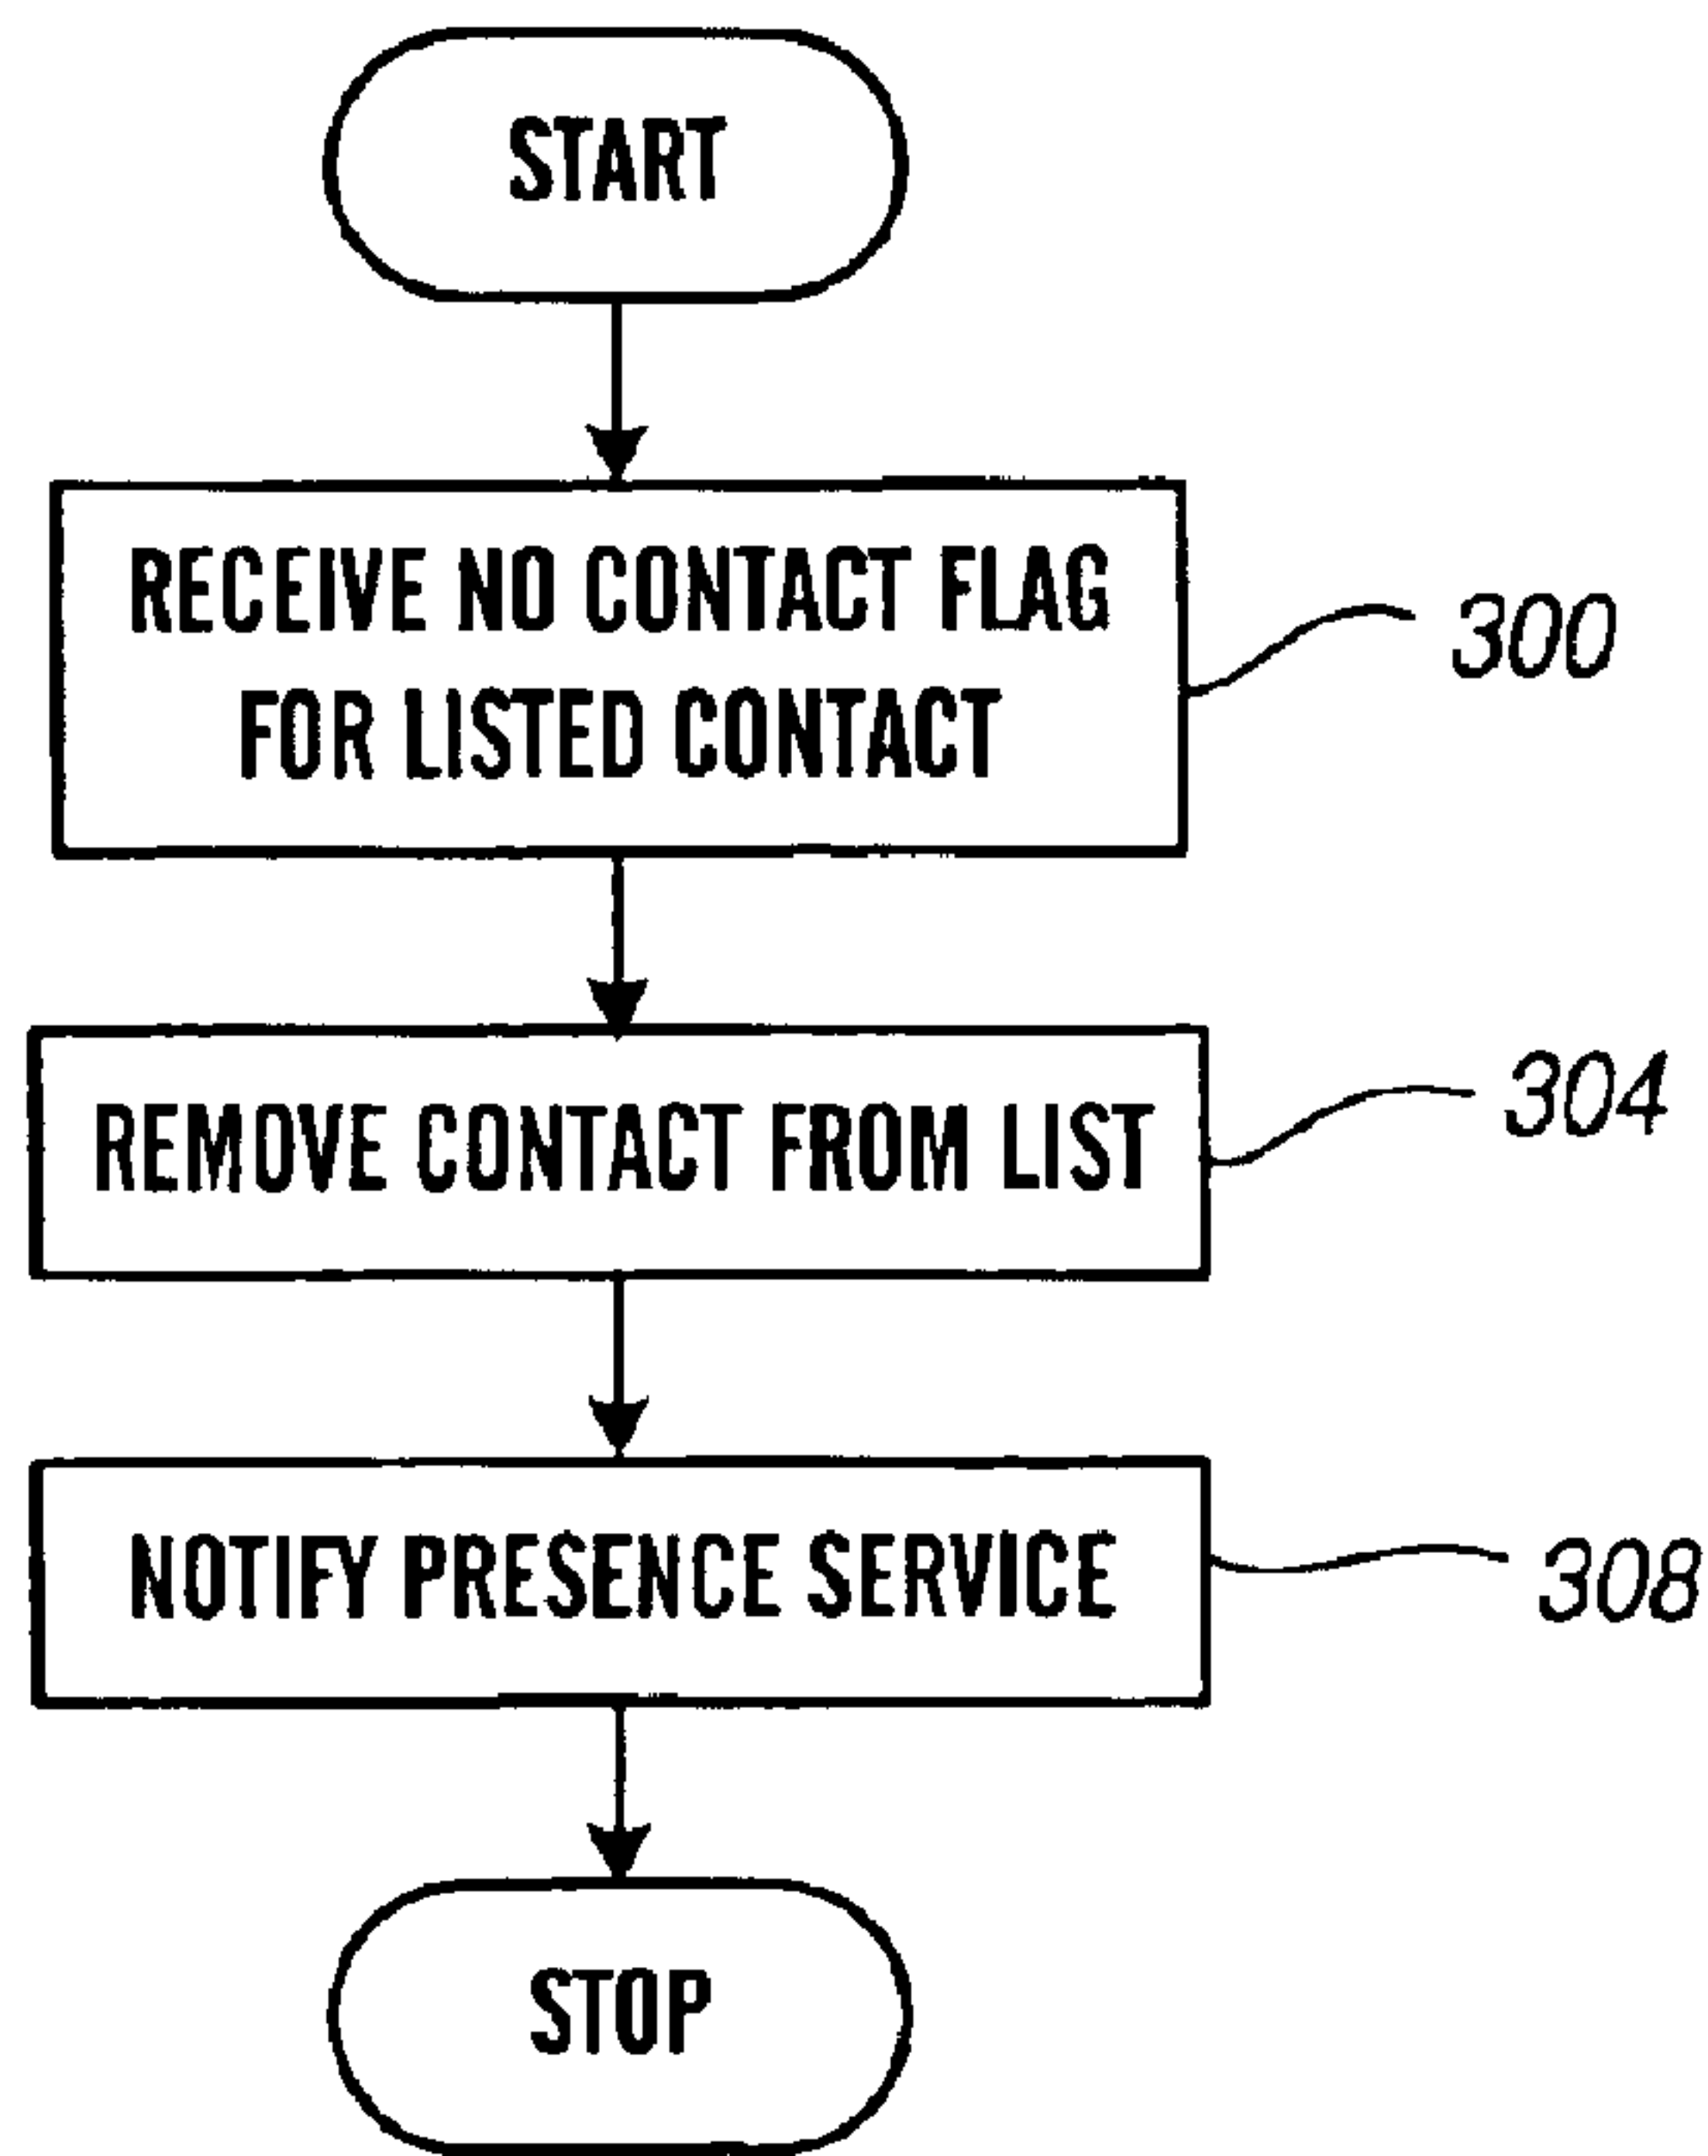 START
RECEIVE NO CONTACT FLAG
FOR LISTED CONTACT
300
REMOVE CONTACT FROM LIST
304
NOTIFY PRESENCE SERVICE
308
STOP